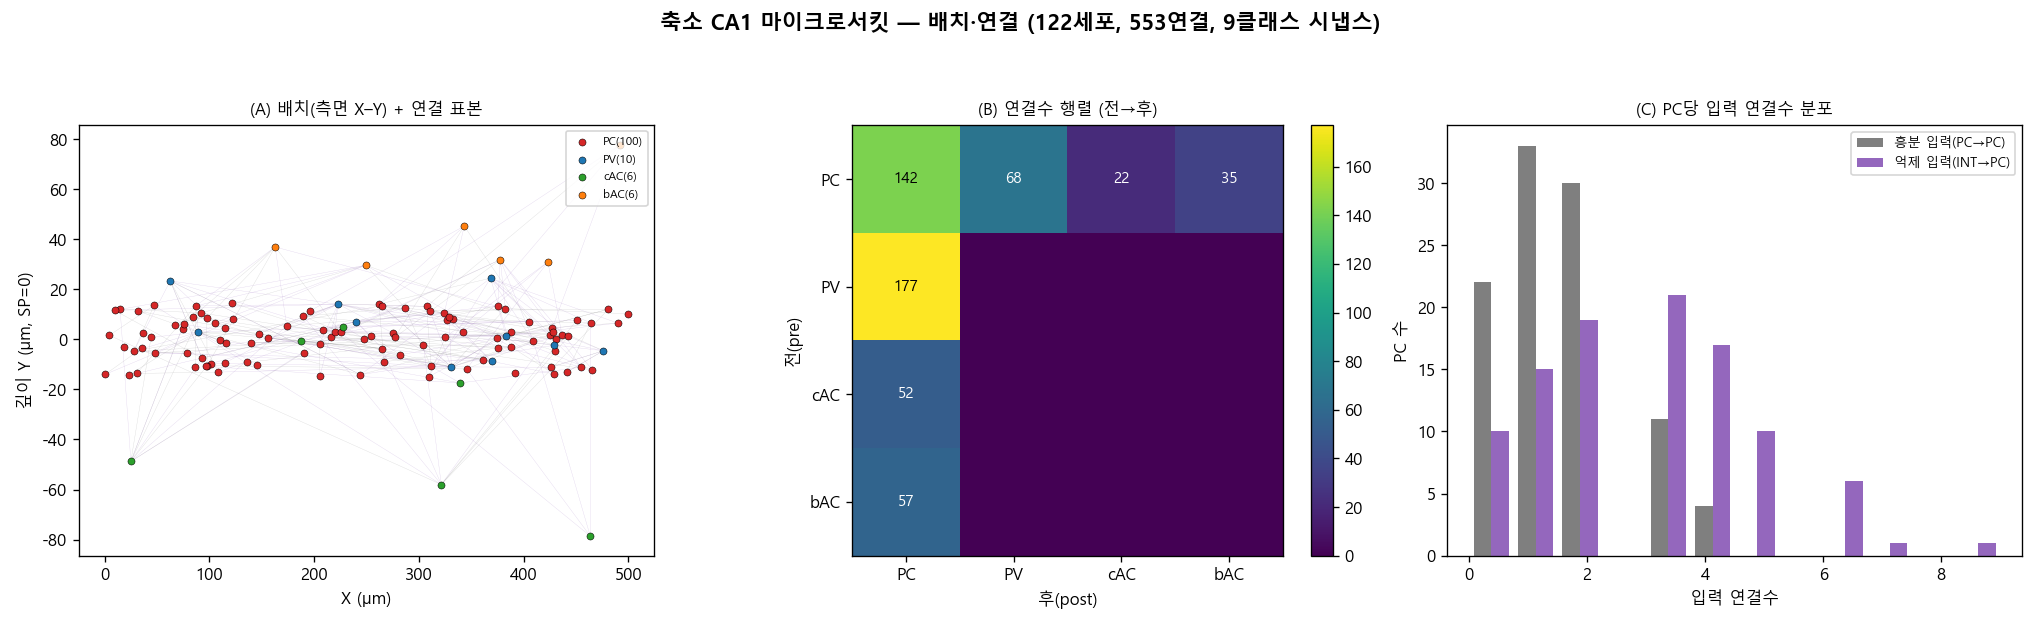 축소 CA1 마이크로서킷 — 배치·연결 (122세포, 553연결, 9클래스 시냅스)
(A) 배치(측면 X–Y) + 연결 표본
깊이 Y (μm, SP=0)
80
60
40
20
0
-20
-40
-60
-80
PC(100)
PV(10)
cAC(6)
bAC(6)
0 100 200 300 400 500
X (μm)
(B) 연결수 행렬 (전→후)
전(pre)
PC 142 68 22 35
PV 177
cAC 52
bAC 57
PC PV cAC bAC
후(post)
160
140
120
100
80
60
40
20
0
(C) PC당 입력 연결수 분포
PC 수
30
25
20
15
10
5
0
흥분 입력(PC→PC)
억제 입력(INT→PC)
0 2 4 6 8
입력 연결수